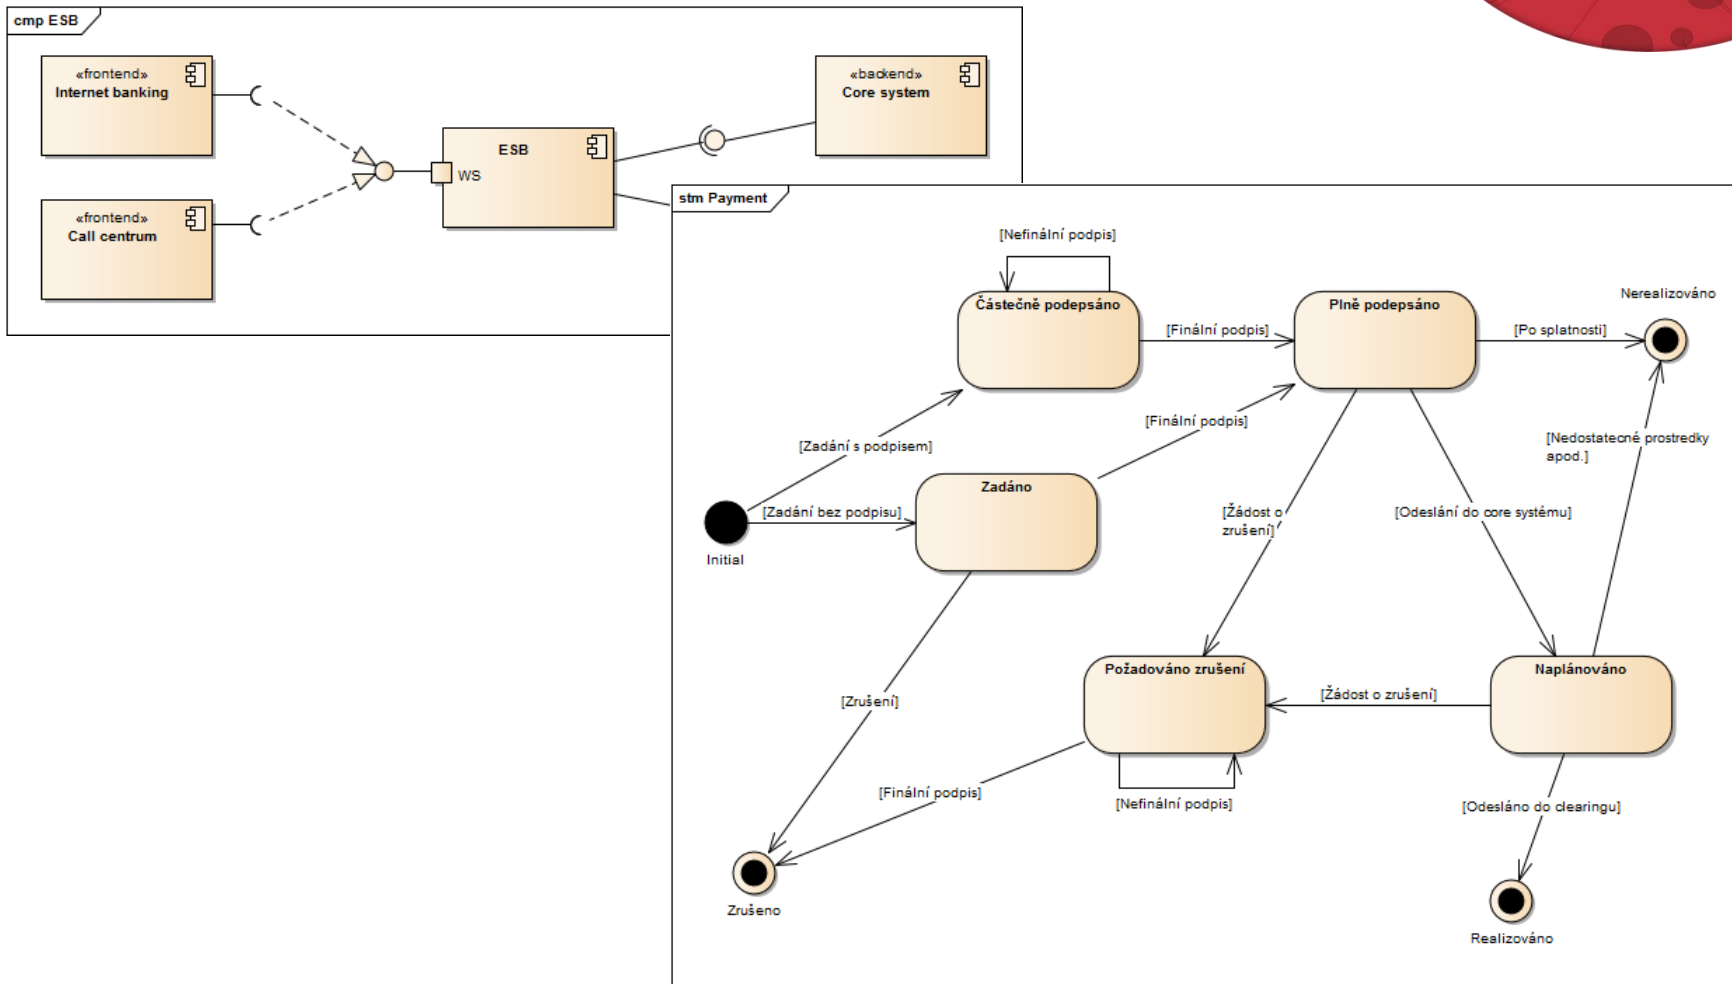 cmp ESB
«frontend»
Internet banking
«backend»
Core system
ESB
WS
«frontend»
Call centrum
stm Payment
[Nefinální podpis]
Částečně podepsáno
Plně podepsáno
Nerealizováno
[Finální podpis]
[Po splatnosti]
[Finální podpis]
[Zadání s podpisem]
[Nedostatecné prostredky
apod.]
Zadáno
[Zadání bez podpisu]
[Žádost o
zrušení]
[Odeslání do core systému]
Initial
Požadováno zrušení
Naplánováno
[Zrušení]
[Žádost o zrušení]
[Finální podpis]
[Nefinální podpis]
[Odesláno do clearingu]
Zrušeno
Realizováno